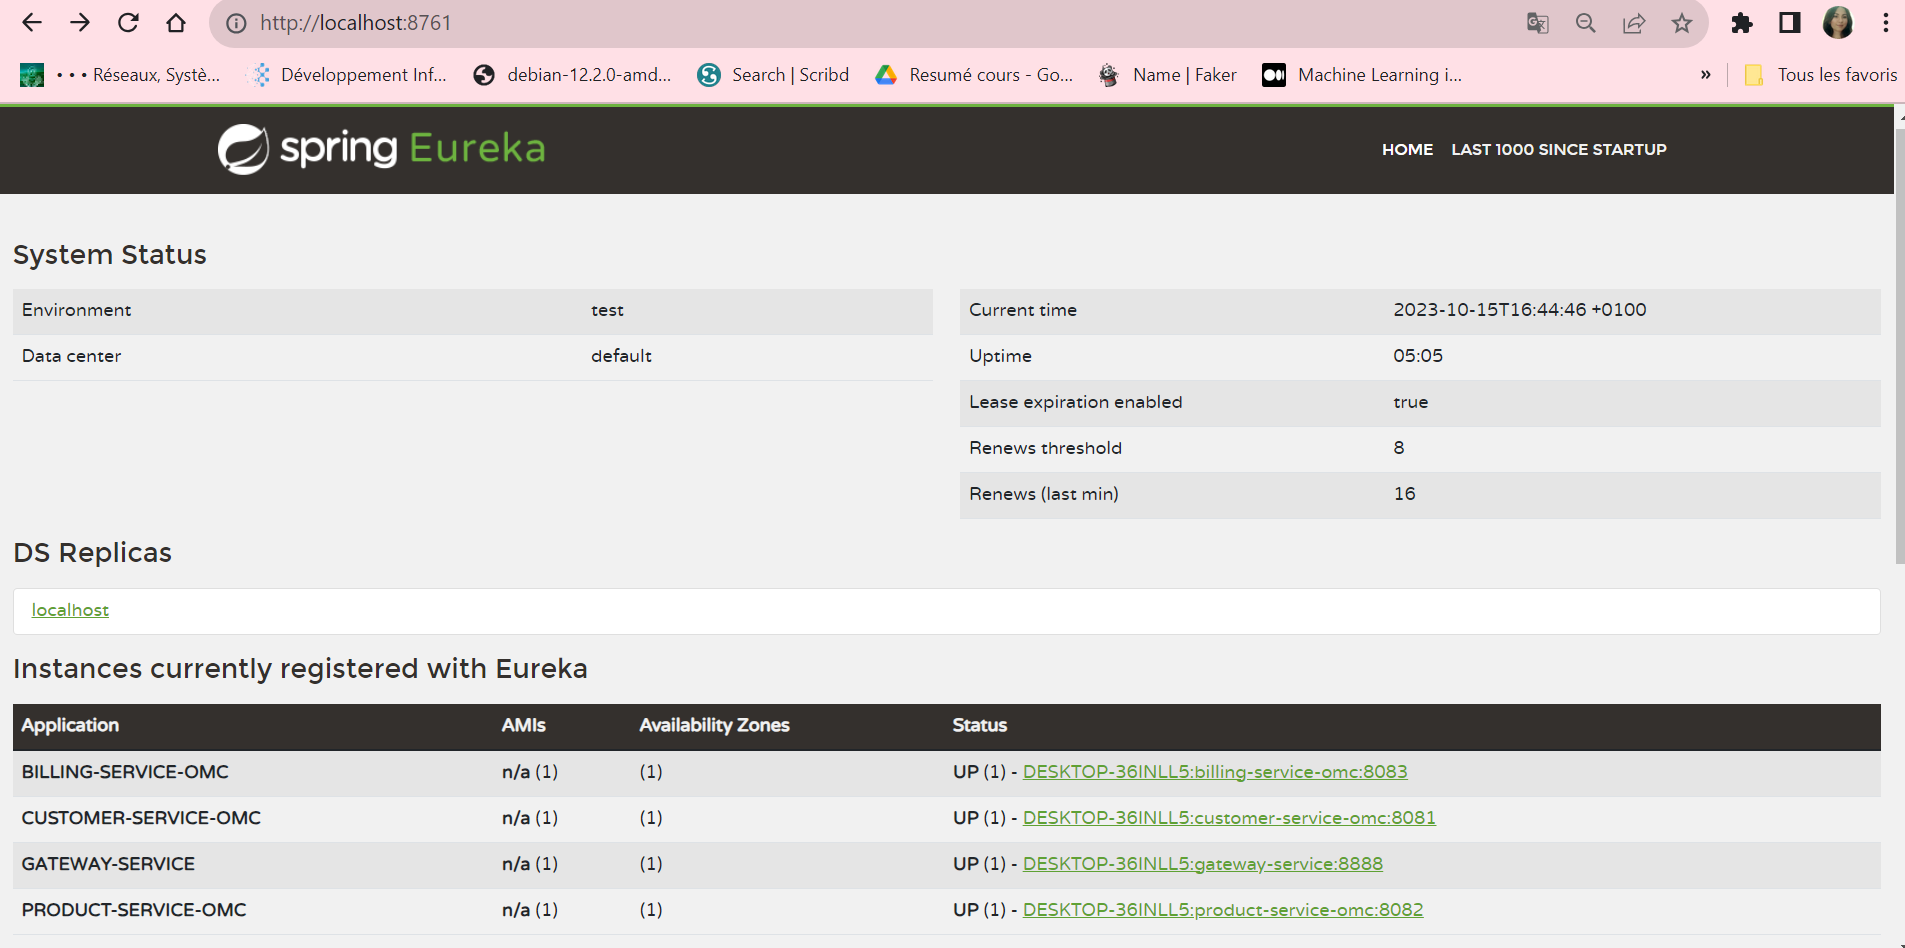 http://localhost:8761
• • • Réseaux, Systè... Développement Inf... debian-12.2.0-amd... Search | Scribd Resumé cours - Go... Name | Faker Machine Learning i... » Tous les favoris
spring Eureka HOME LAST 1000 SINCE STARTUP
System Status
Environment test
Data center default
Current time 2023-10-15T16:44:46 +0100
Uptime 05:05
Lease expiration enabled true
Renews threshold 8
Renews (last min) 16
DS Replicas
localhost
Instances currently registered with Eureka
Application AMIs Availability Zones Status
BILLING-SERVICE-OMC n/a (1) (1) UP (1) - DESKTOP-36INLL5:billing-service-omc:8083
CUSTOMER-SERVICE-OMC n/a (1) (1) UP (1) - DESKTOP-36INLL5:customer-service-omc:8081
GATEWAY-SERVICE n/a (1) (1) UP (1) - DESKTOP-36INLL5:gateway-service:8888
PRODUCT-SERVICE-OMC n/a (1) (1) UP (1) - DESKTOP-36INLL5:product-service-omc:8082